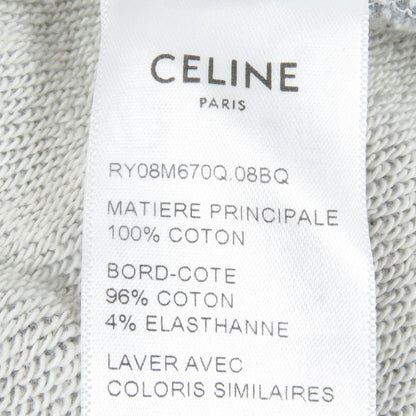 CELINE
PARIS
RY08M670Q.08BQ
MATIERE PRINCIPALE
100% COTON
BORD-COTE
96% COTON
4% ELASTHANNE
LAVER AVEC
COLORIS SIMILAIRES